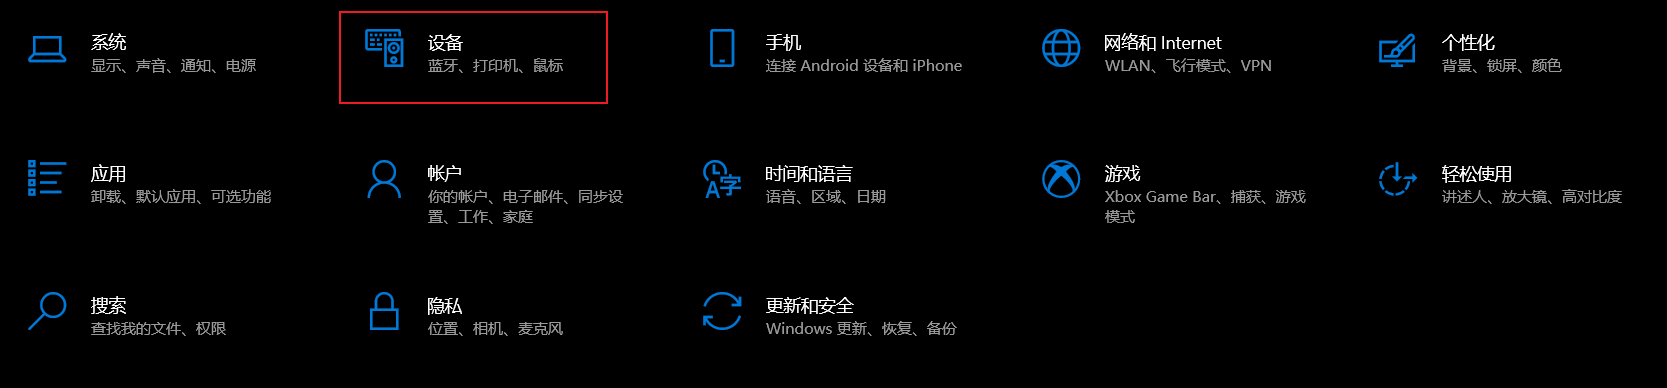 系统
显示、声音、通知、电源
设备
蓝牙、打印机、鼠标
手机
连接 Android 设备和 iPhone
网络和 Internet
WLAN、飞行模式、VPN
个性化
背景、锁屏、颜色
应用
卸载、默认应用、可选功能
帐户
你的帐户、电子邮件、同步设
置、工作、家庭
时间和语言
语音、区域、日期
游戏
Xbox Game Bar、捕获、游戏
模式
轻松使用
讲述人、放大镜、高对比度
搜索
查找我的文件、权限
隐私
位置、相机、麦克风
更新和安全
Windows 更新、恢复、备份